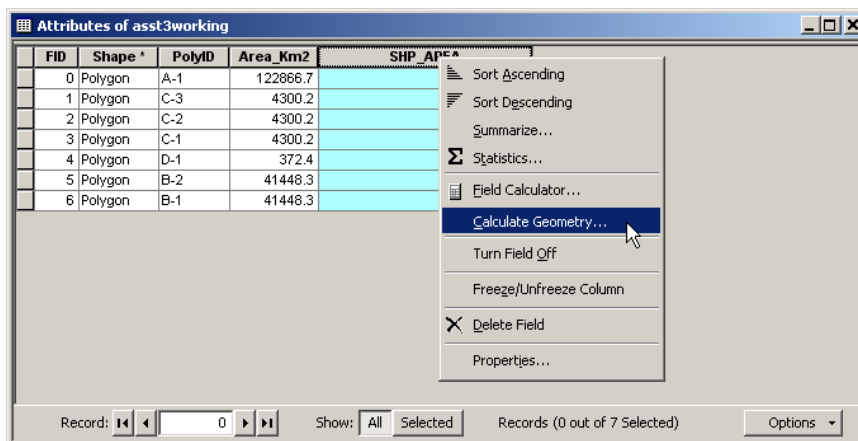 Attributes of asst3working
FID Shape * PolyID Area_Km2 SHP_AREA
0 Polygon A-1 122866.7
1 Polygon C-3 4300.2
2 Polygon C-2 4300.2
3 Polygon C-1 4300.2
4 Polygon D-1 372.4
5 Polygon B-2 41448.3
6 Polygon B-1 41448.3
Sort Ascending
Sort Descending
Summarize...
Σ Statistics...
Field Calculator...
Calculate Geometry...
Turn Field Off
Freeze/Unfreeze Column
Delete Field
Properties...
Record: 0 Show: All Selected Records (0 out of 7 Selected) Options